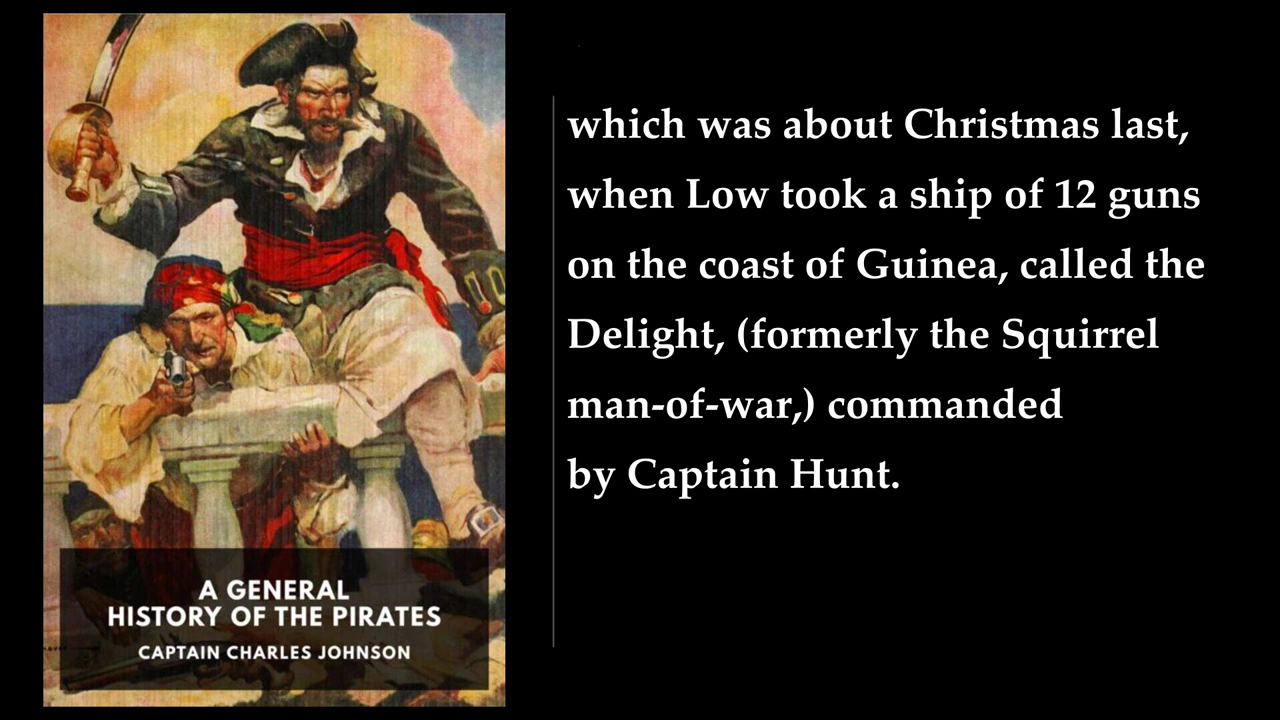 which was about Christmas last,
when Low took a ship of 12 guns
on the coast of Guinea, called the
Delight, (formerly the Squirrel
man-of-war,) commanded
by Captain Hunt.
A GENERAL
HISTORY OF THE PIRATES
CAPTAIN CHARLES JOHNSON